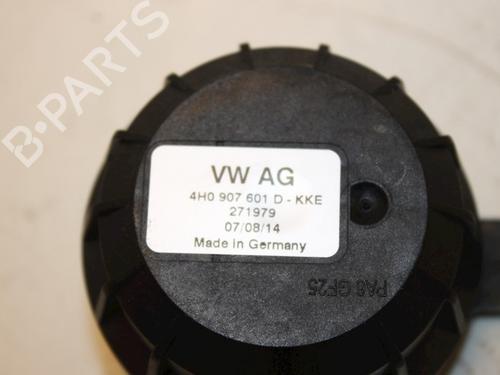 B-PARTS
VW AG
4H0 907 601 D - KKE
271979
07/08/14
Made in Germany
PA6 GF25